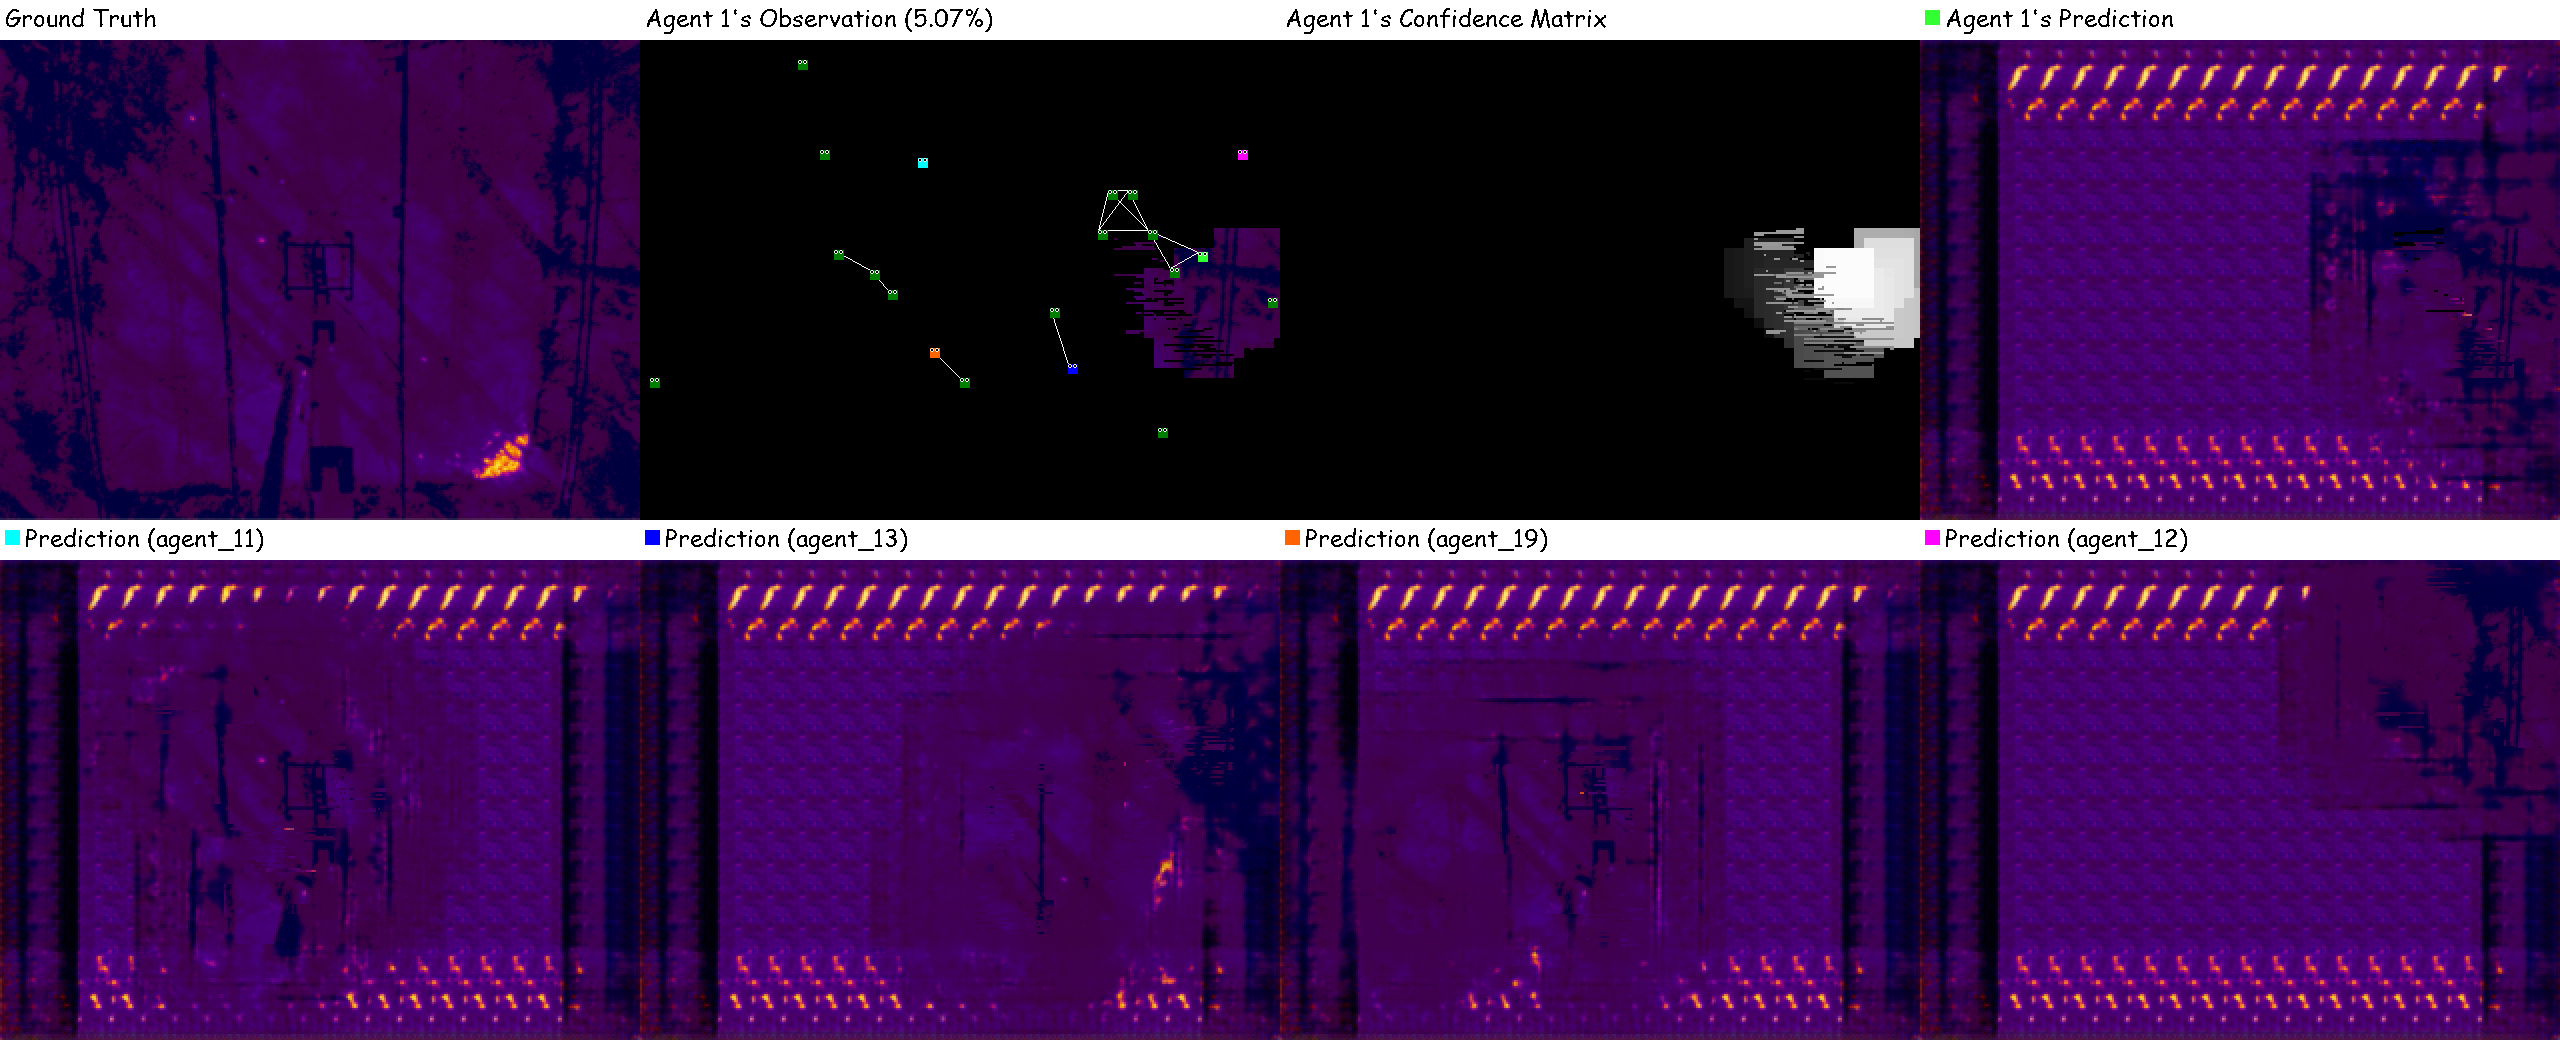 Ground Truth
Agent 1's Observation (5.07%)
Agent 1's Confidence Matrix
Agent 1's Prediction
Prediction (agent_11)
Prediction (agent_13)
Prediction (agent_19)
Prediction (agent_12)